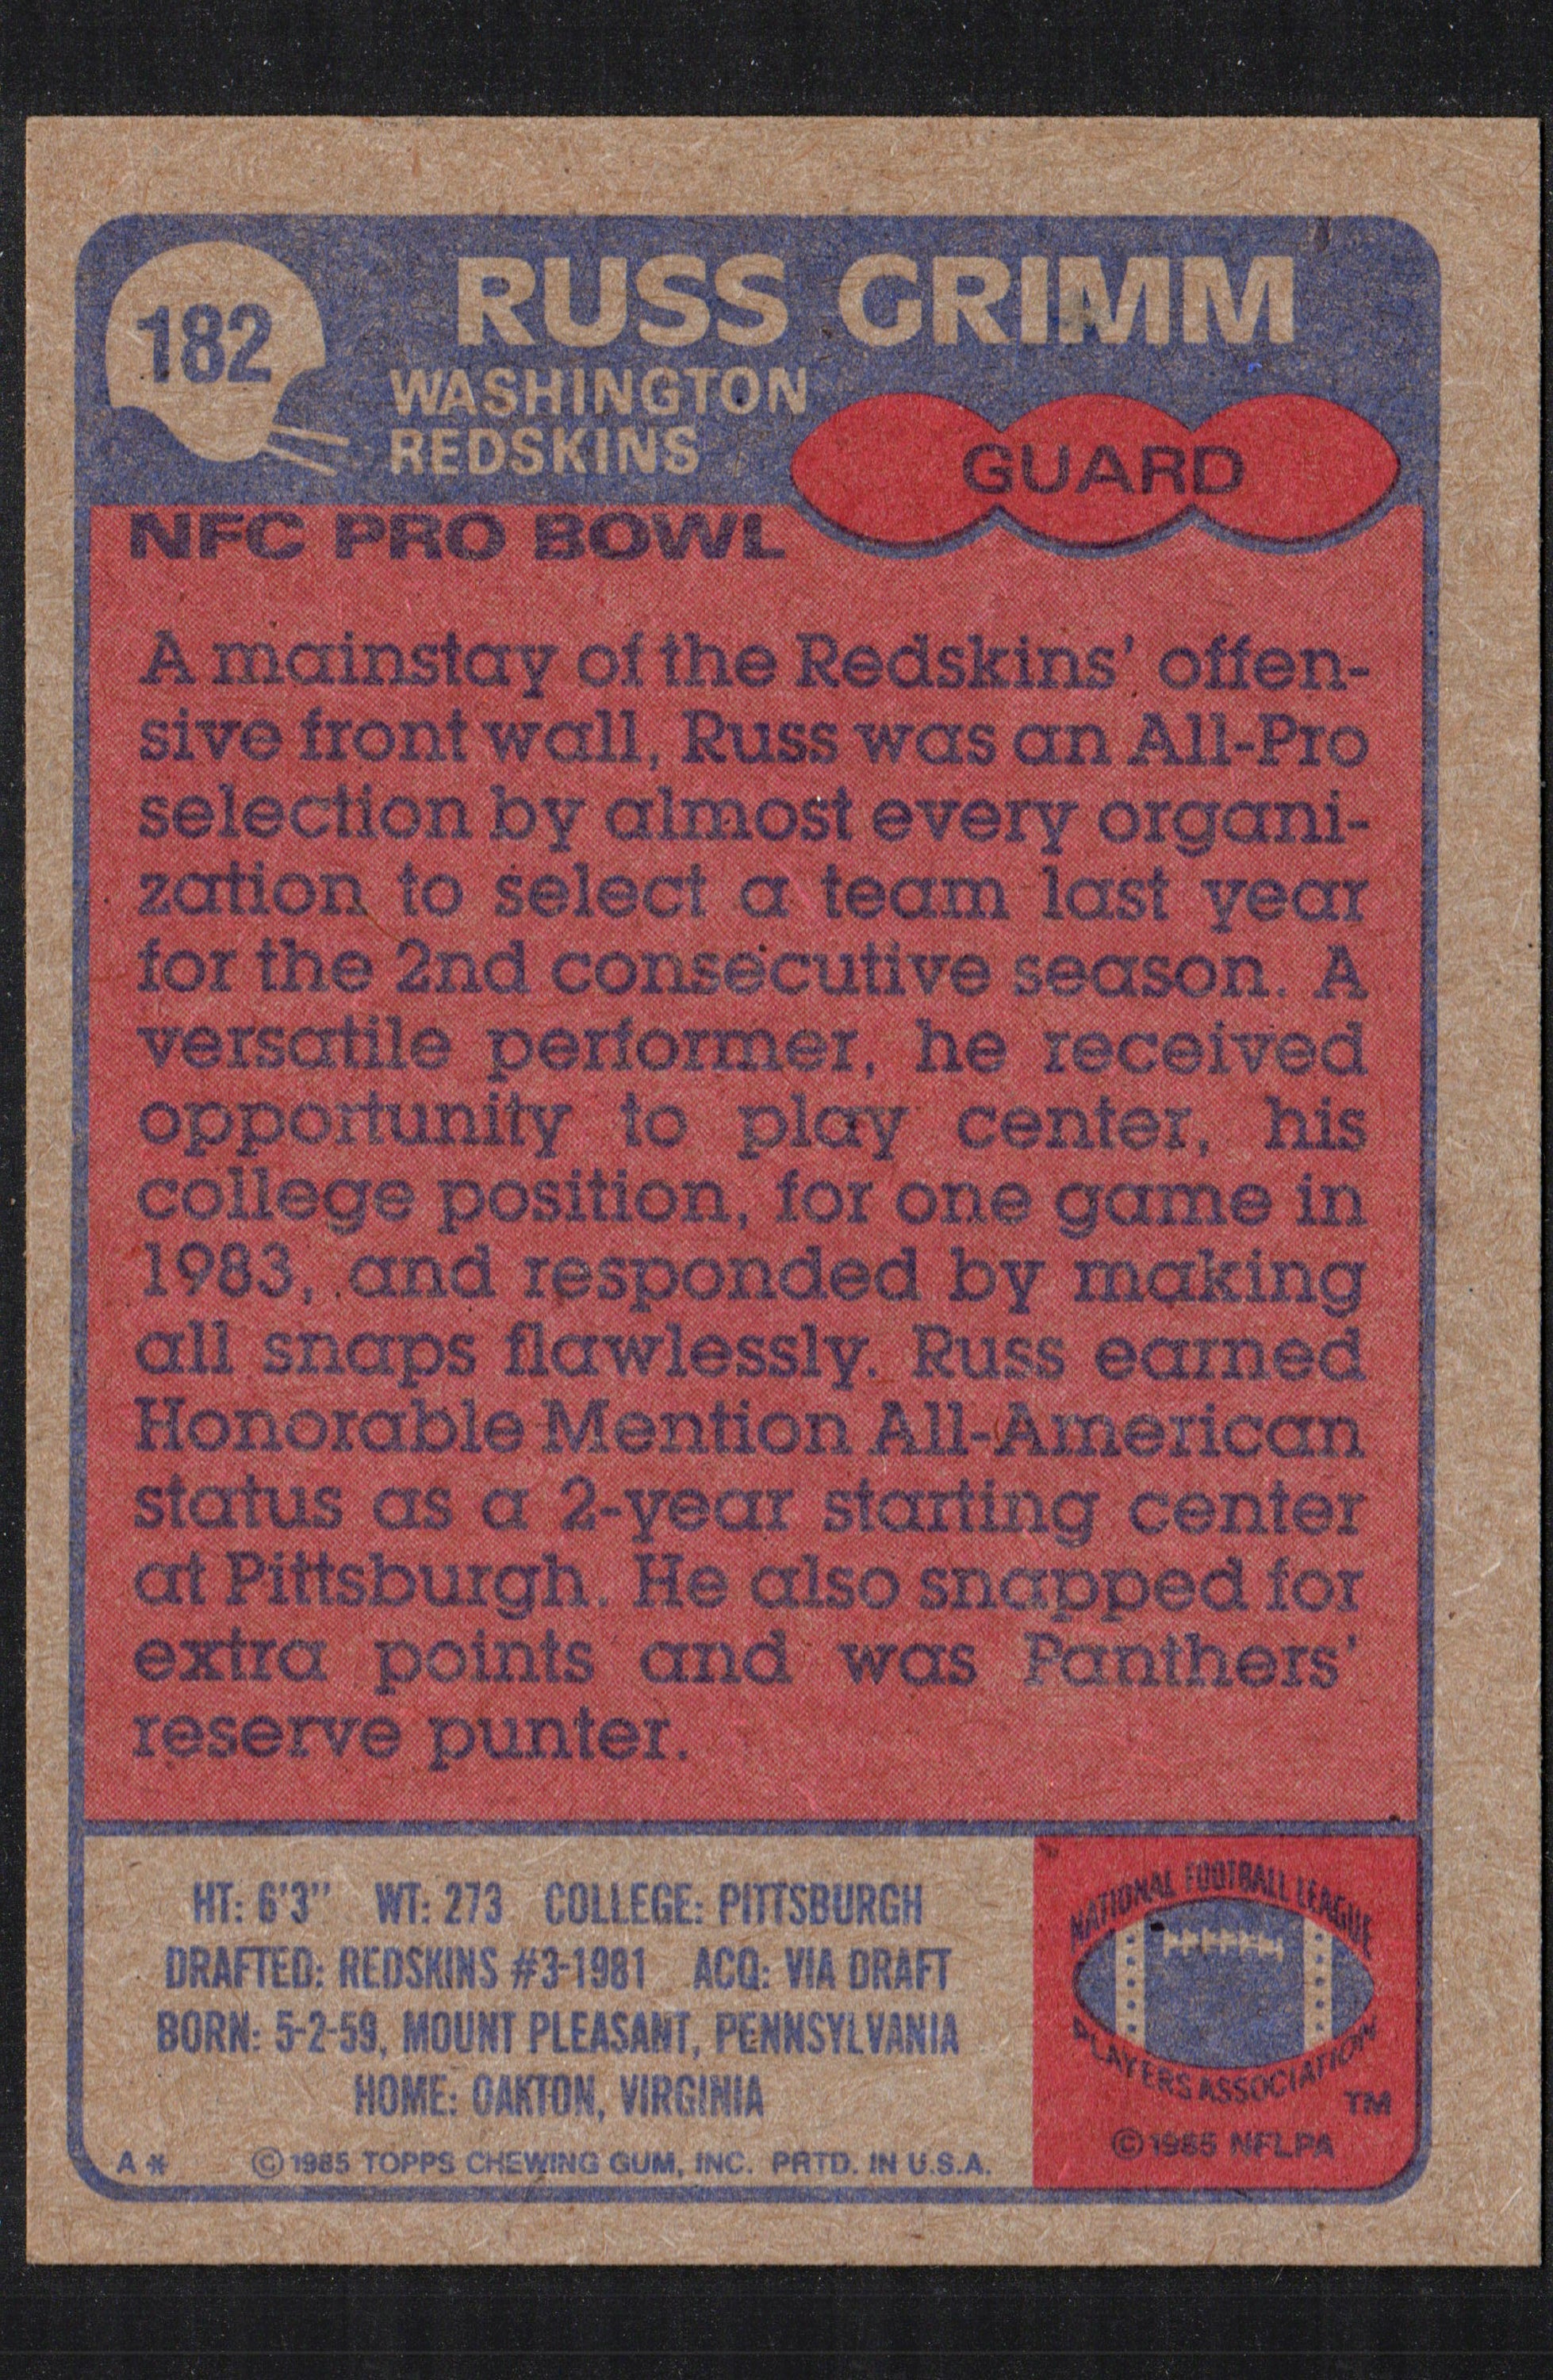 182
RUSS GRIMM
WASHINGTON
REDSKINS
GUARD
NFC PRO BOWL
A mainstay of the Redskins' offen-
sive front wall, Russ was an All-Pro
selection by almost every organi-
zation to select a team last year
for the 2nd consecutive season. A
versatile performer, he received
opportunity to play center, his
college position, for one game in
1983, and responded by making
all snaps flawlessly. Russ earned
Honorable Mention All-American
status as a 2-year starting center
at Pittsburgh. He also snapped for
extra points and was Panthers'
reserve punter.
HT: 6'3" WT: 273 COLLEGE: PITTSBURGH
DRAFTED: REDSKINS #3-1981 ACQ: VIA DRAFT
BORN: 5-2-59, MOUNT PLEASANT, PENNSYLVANIA
HOME: OAKTON, VIRGINIA
A* ©1985 TOPPS CHEWING GUM, INC. PRTD. IN U.S.A.
NATIONAL FOOTBALL LEAGUE
PLAYERS ASSOCIATION
TM
©1985 NFLPA